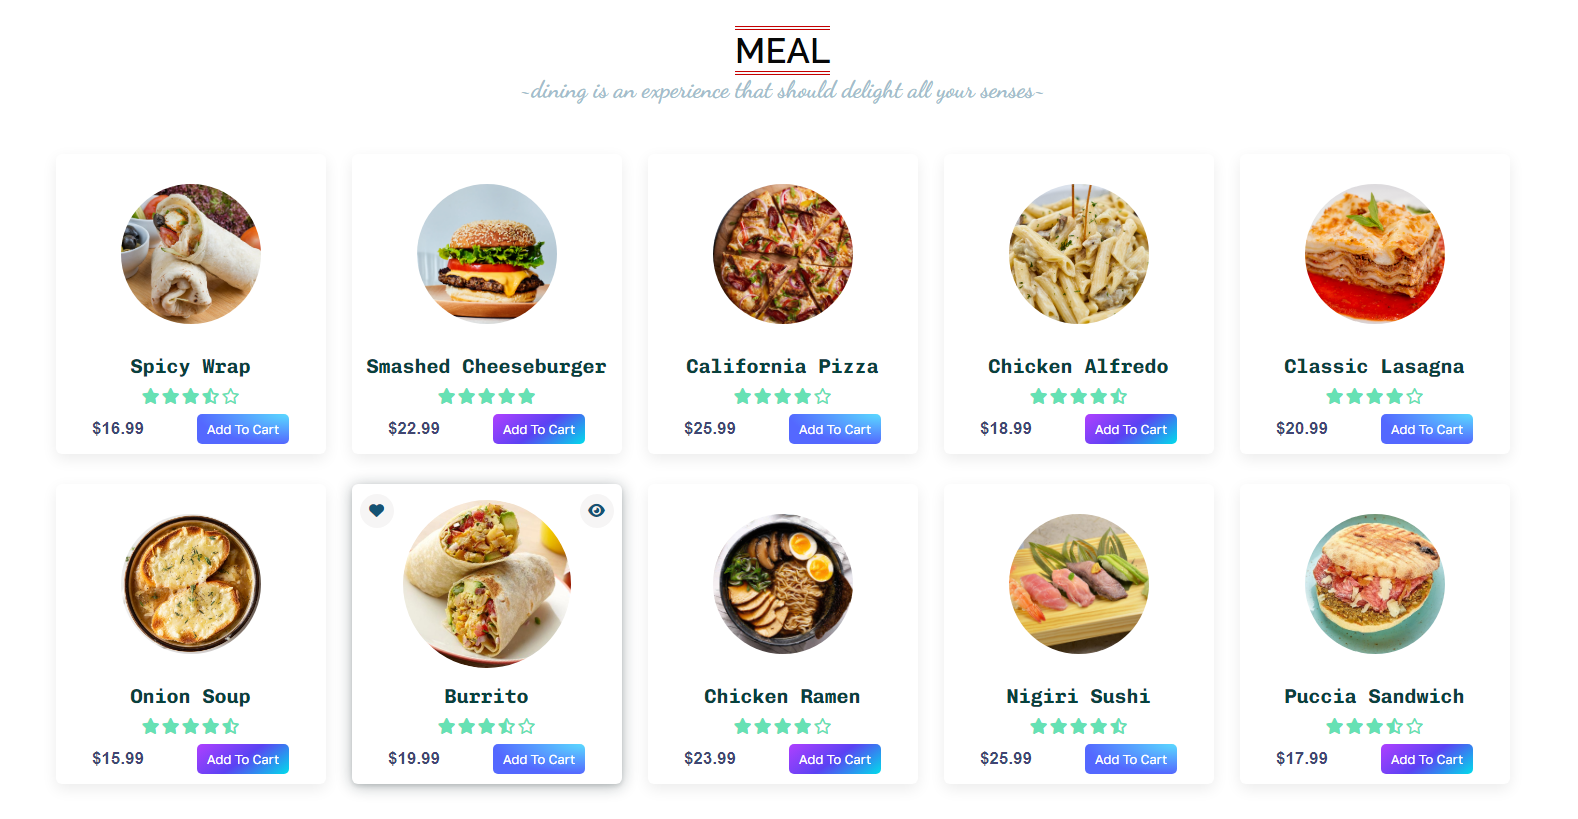 MEAL
~dining is an experience that should delight all your senses~
Spicy Wrap
$16.99 Add To Cart
Smashed Cheeseburger
$22.99 Add To Cart
California Pizza
$25.99 Add To Cart
Chicken Alfredo
$18.99 Add To Cart
Classic Lasagna
$20.99 Add To Cart
Onion Soup
$15.99 Add To Cart
Burrito
$19.99 Add To Cart
Chicken Ramen
$23.99 Add To Cart
Nigiri Sushi
$25.99 Add To Cart
Puccia Sandwich
$17.99 Add To Cart